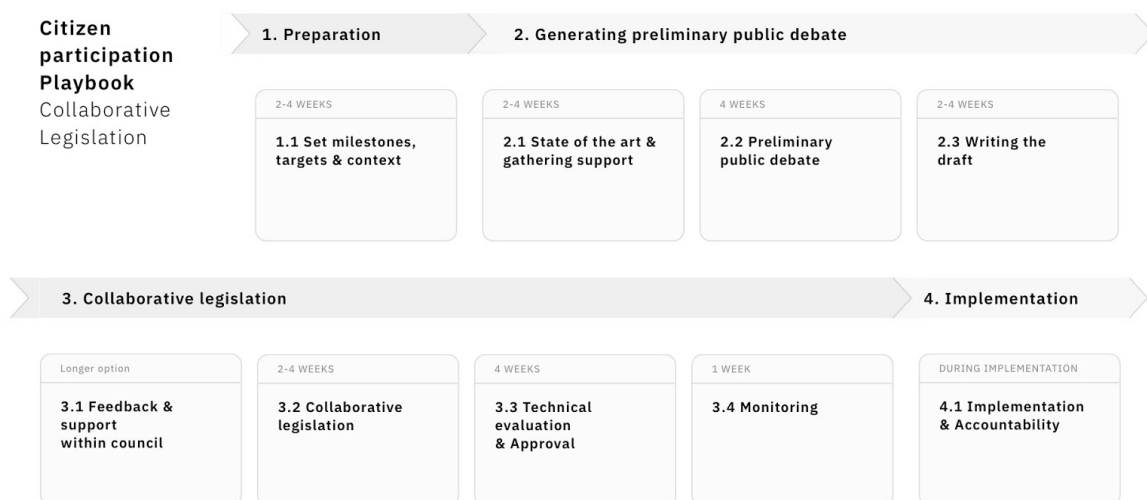 Citizen
participation
Playbook
Collaborative
Legislation
1. Preparation
2. Generating preliminary public debate
2-4 WEEKS
1.1 Set milestones,
targets & context
2-4 WEEKS
2.1 State of the art &
gathering support
4 WEEKS
2.2 Preliminary
public debate
2-4 WEEKS
2.3 Writing the
draft
3. Collaborative legislation
4. Implementation
Longer option
3.1 Feedback &
support
within council
2-4 WEEKS
3.2 Collaborative
legislation
4 WEEKS
3.3 Technical
evaluation
& Approval
1 WEEK
3.4 Monitoring
DURING IMPLEMENTATION
4.1 Implementation
& Accountability